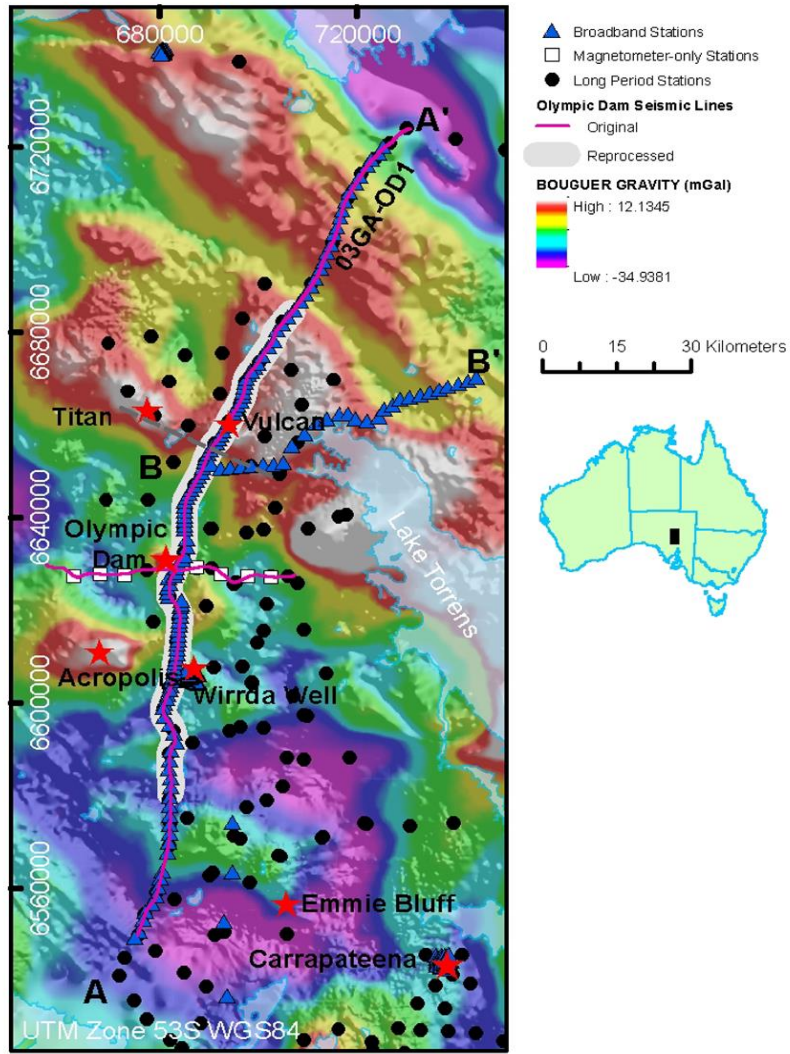 680000
720000
A'
6720000
03GA-OD1
6680000
B'
Titan
Vulcan
B
6640000
Olympic
Dam
Lake Torrens
Acropolis
Wirrda Well
6600000
6560000
Emmie Bluff
Carrapateena
A
UTM Zone 53S WGS84
Broadband Stations
Magnetometer-only Stations
Long Period Stations
Olympic Dam Seismic Lines
Original
Reprocessed
BOUGUER GRAVITY (mGal)
High : 12.1345
Low : -34.9381
0 15 30 Kilometers